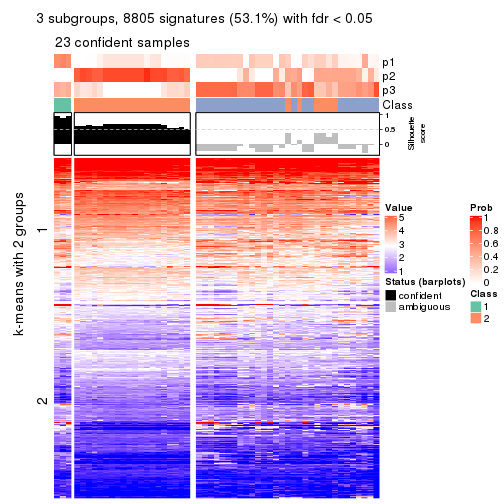 3 subgroups, 8805 signatures (53.1%) with fdr < 0.05
23 confident samples
p1
p2
p3
Class
1
0.5
0
Silhouette
score
k-means with 2 groups
1
2
Value
5
4
3
2
1
Status (barplots)
confident
ambiguous
Prob
1
0.8
0.6
0.4
0.2
0
Class
1
2